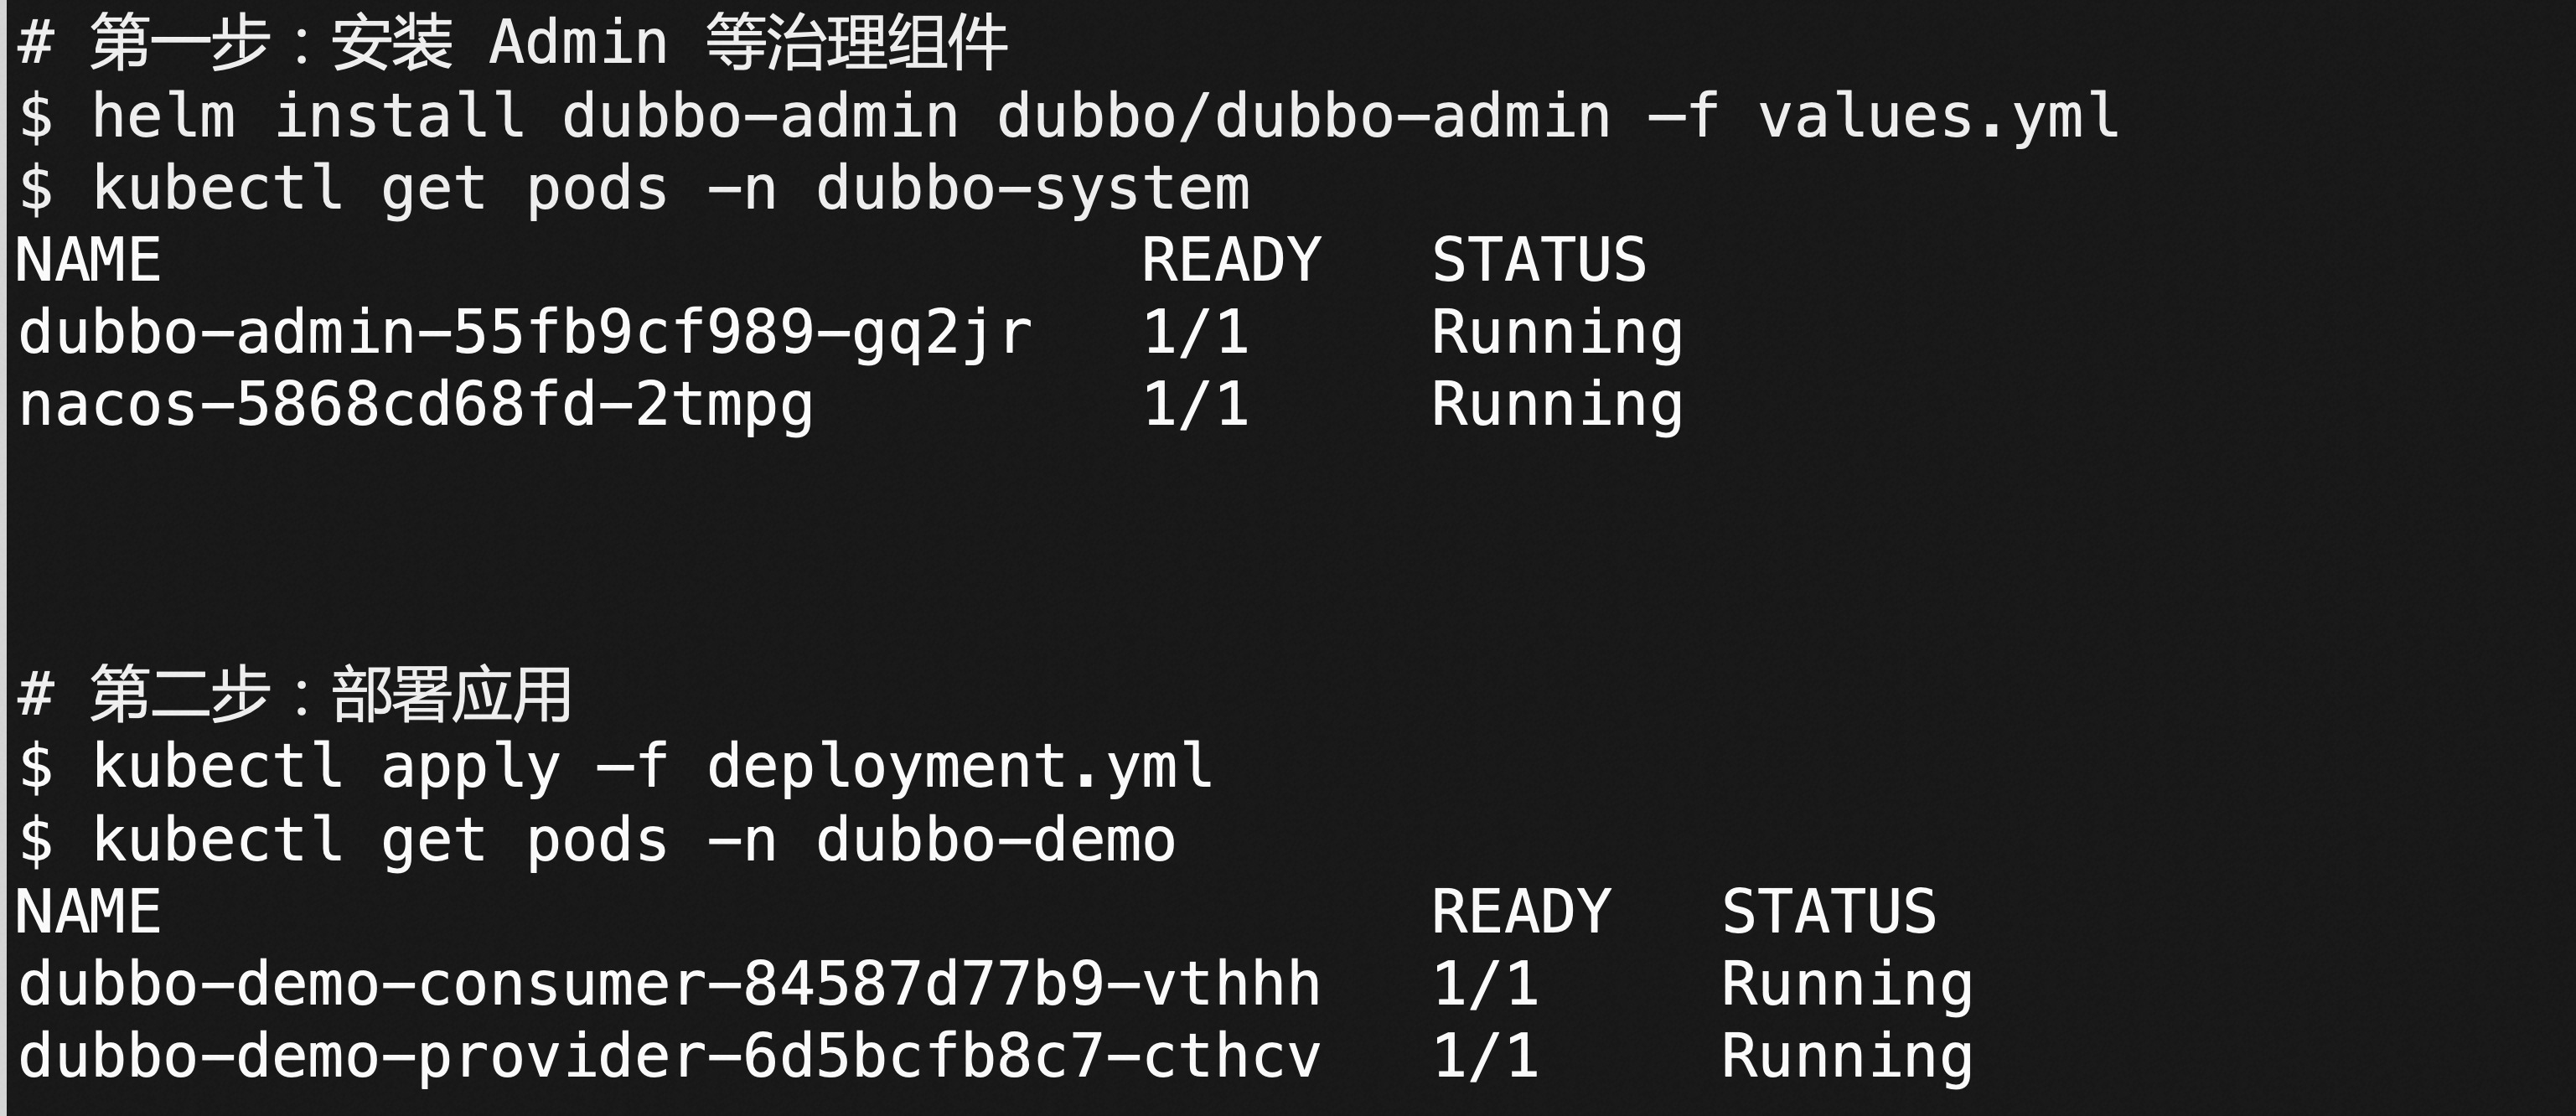 # 第一步：安装 Admin 等治理组件
$ helm install dubbo-admin dubbo/dubbo-admin -f values.yml
$ kubectl get pods -n dubbo-system
NAME READY STATUS
dubbo-admin-55fb9cf989-gq2jr 1/1 Running
nacos-5868cd68fd-2tmpg 1/1 Running
# 第二步：部署应用
$ kubectl apply -f deployment.yml
$ kubectl get pods -n dubbo-demo
NAME READY STATUS
dubbo-demo-consumer-84587d77b9-vthhh 1/1 Running
dubbo-demo-provider-6d5bcfb8c7-cthcv 1/1 Running